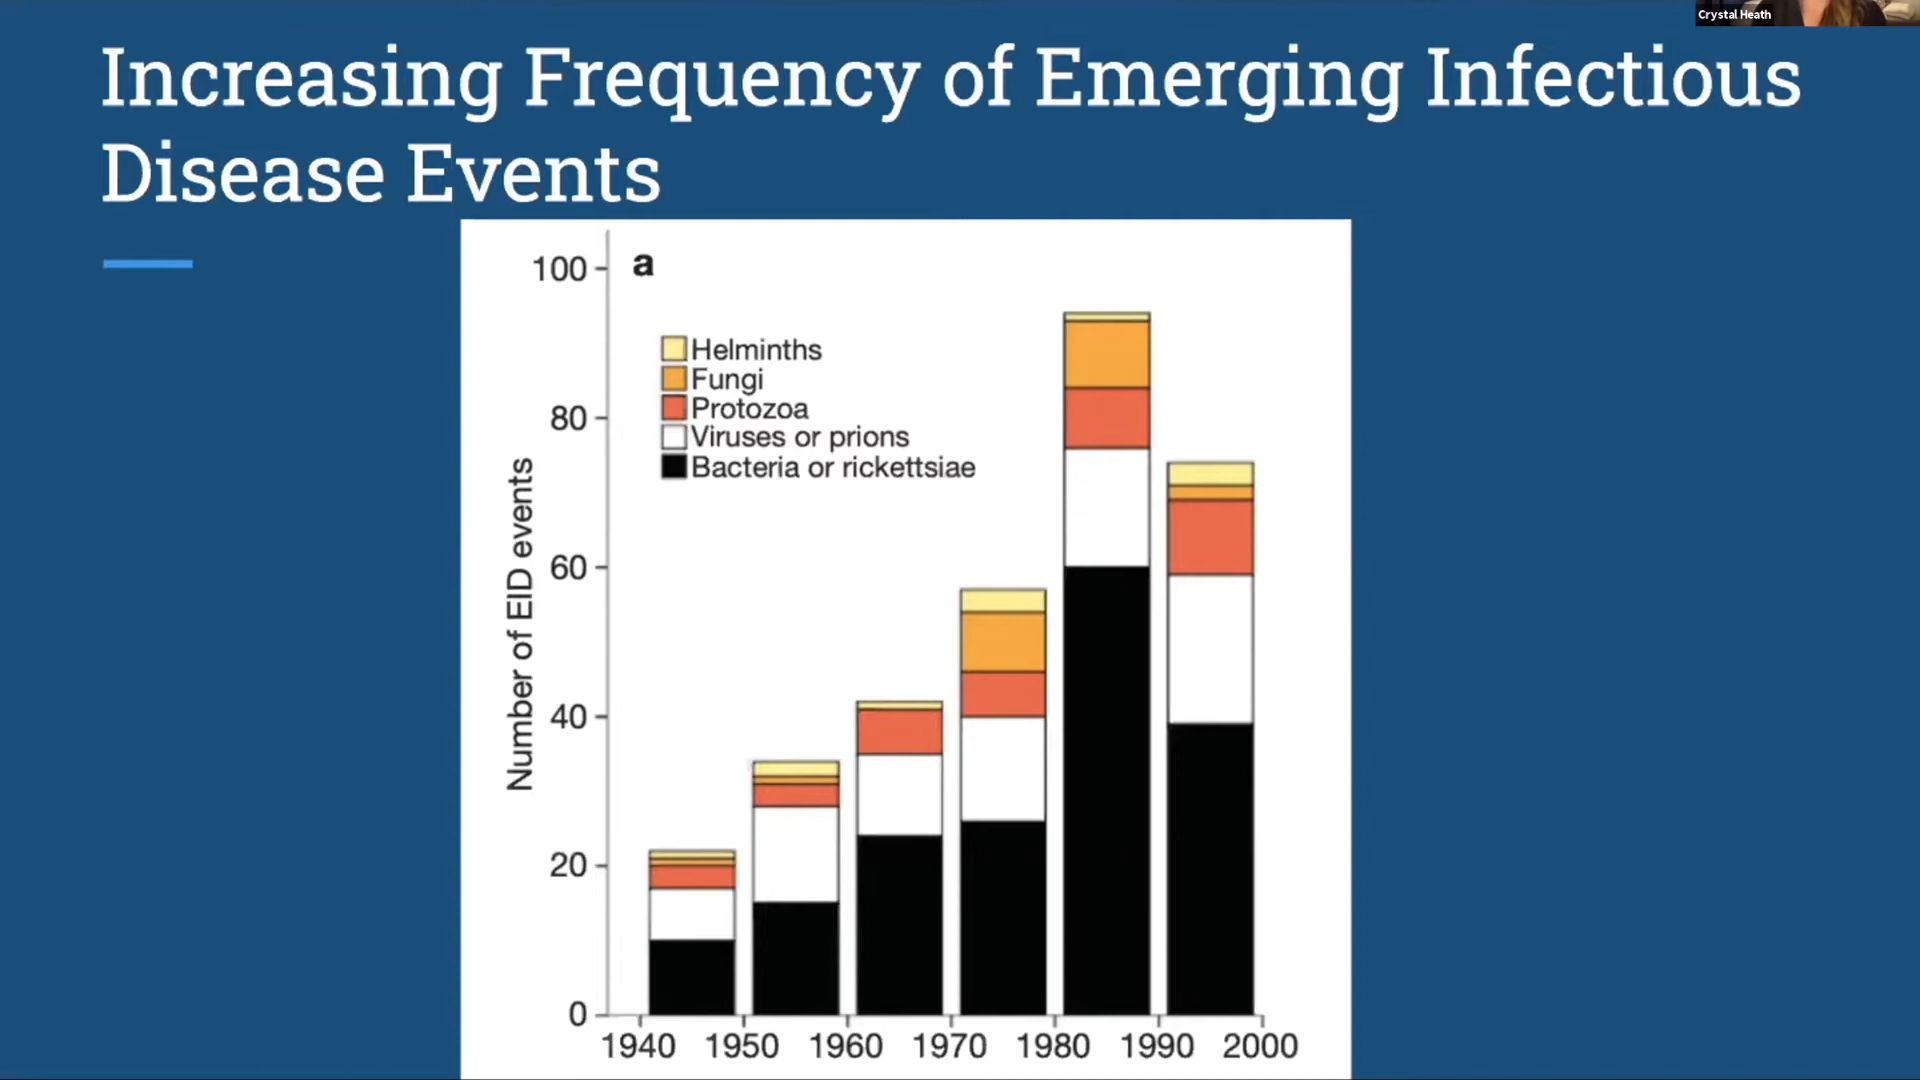 Crystal Heath
Increasing Frequency of Emerging Infectious
Disease Events
a
Helminths
Fungi
Protozoa
Viruses or prions
Bacteria or rickettsiae
Number of EID events
100
80
60
40
20
0
1940 1950 1960 1970 1980 1990 2000